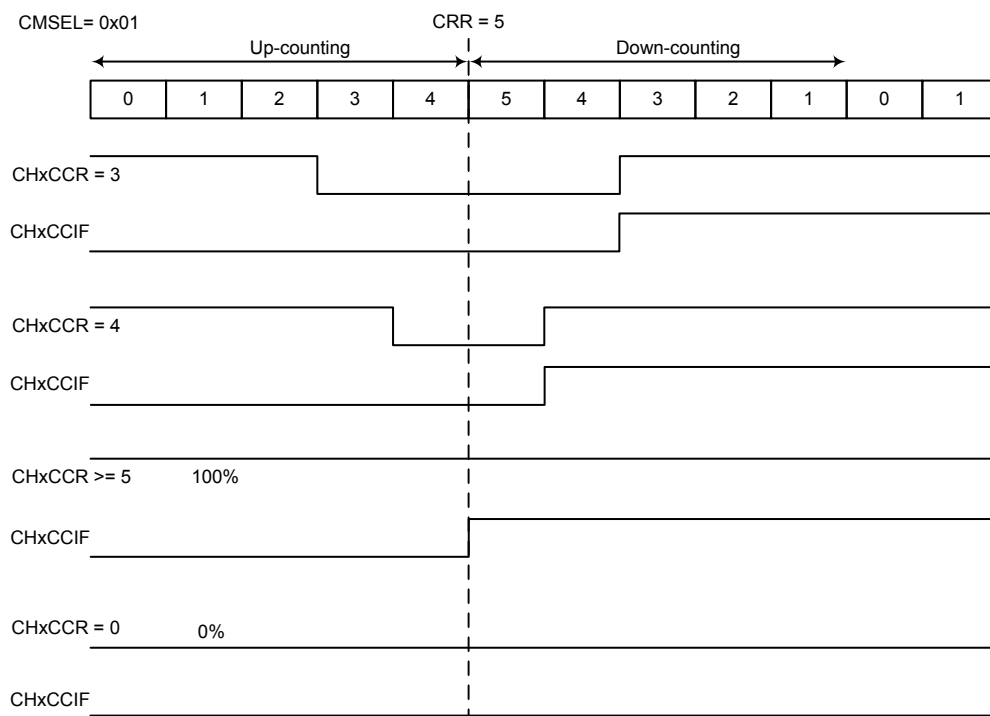 CMSEL= 0x01
CRR = 5
Up-counting
Down-counting
0 1 2 3 4 5 4 3 2 1 0 1
CHxCCR = 3
CHxCCIF
CHxCCR = 4
CHxCCIF
CHxCCR >= 5 100%
CHxCCIF
CHxCCR = 0 0%
CHxCCIF